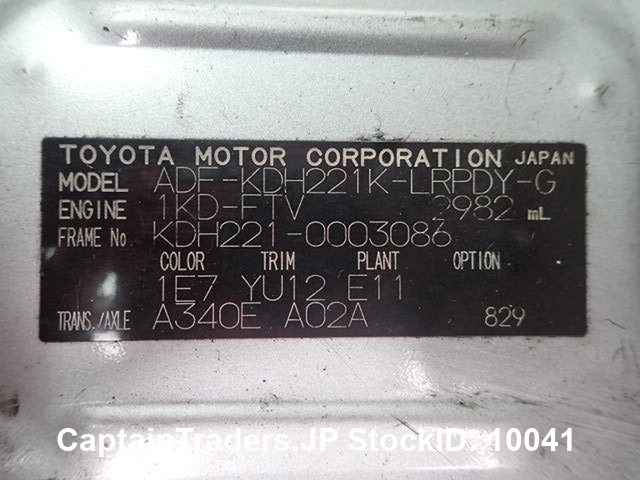 TOYOTA MOTOR CORPORATION JAPAN
MODEL ADF-KDH221K-LRPDY-G
ENGINE 1KD-FTV 2982 mL
FRAME No KDH221-0003086
COLOR TRIM PLANT OPTION
1E7 YU12 E11
TRANS./AXLE A340E A02A 829
CaptainTraders.JP StockID: 10041